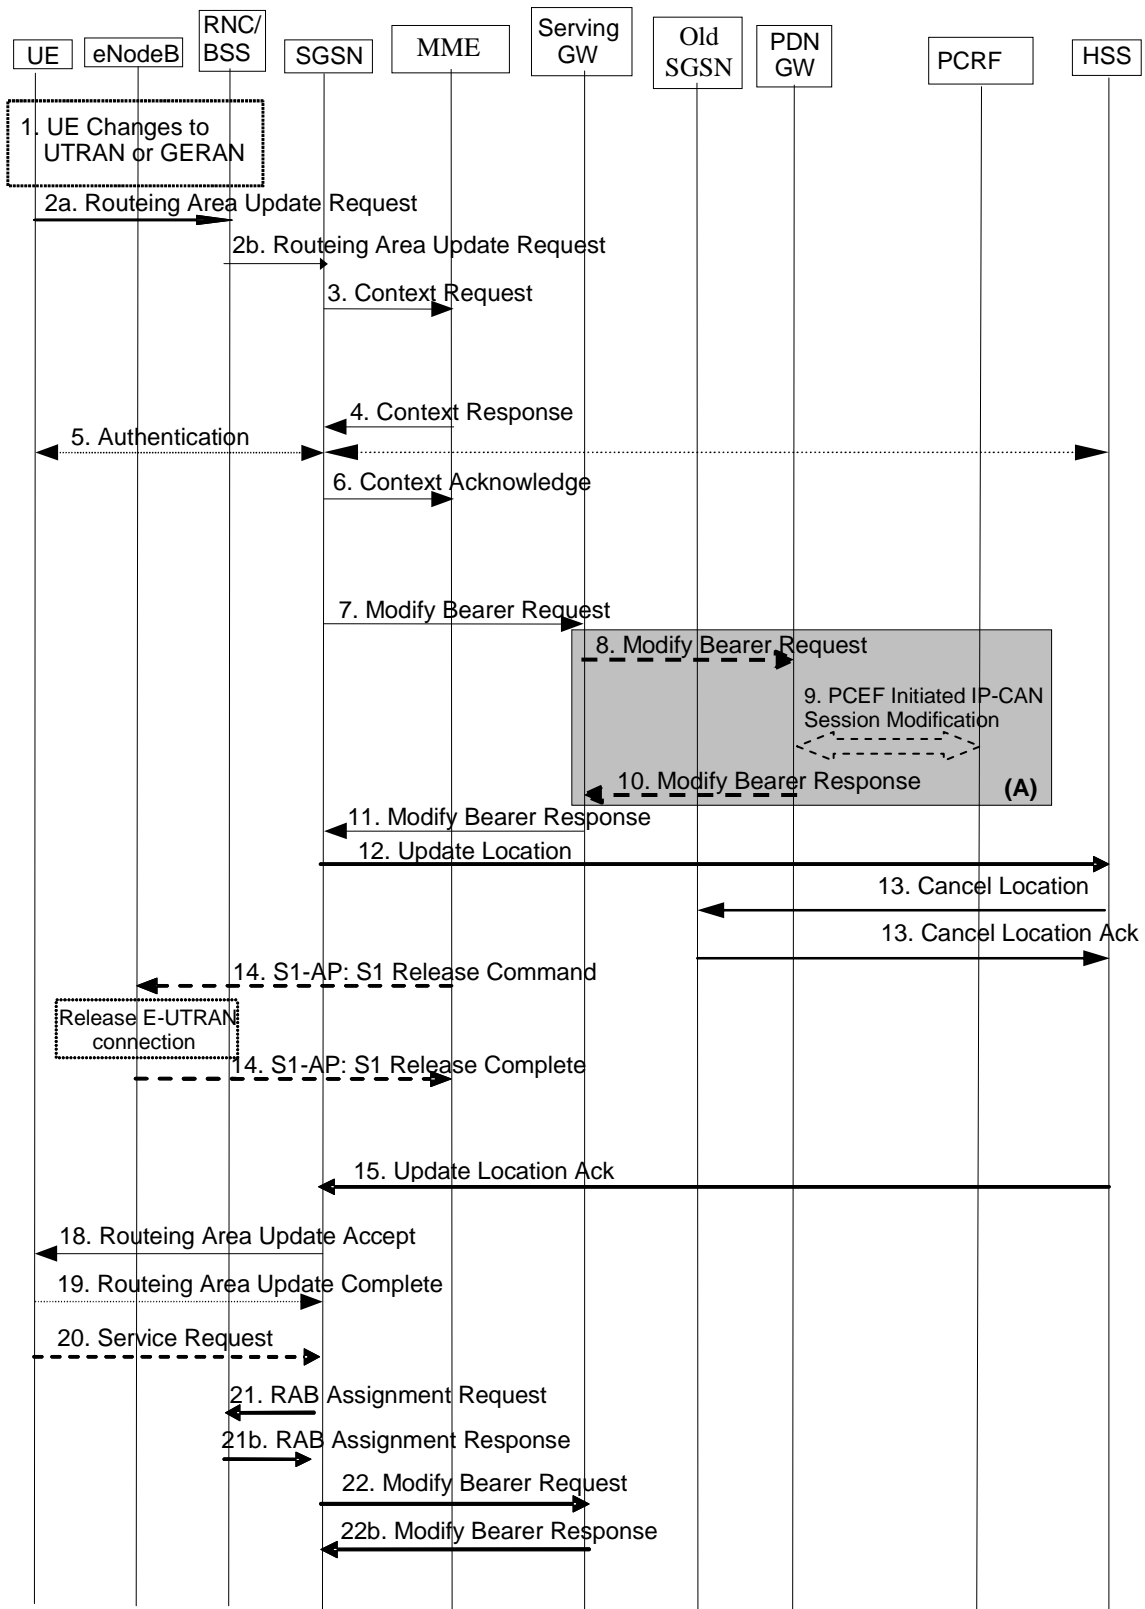 UE
eNodeB
RNC/
BSS
SGSN
MME
Serving
GW
Old
SGSN
PDN
GW
PCRF
HSS
1. UE Changes to
UTRAN or GERAN
2a. Routeing Area Update Request
2b. Routeing Area Update Request
3. Context Request
4. Context Response
5. Authentication
6. Context Acknowledge
7. Modify Bearer Request
8. Modify Bearer Request
9. PCEF Initiated IP-CAN
Session Modification
10. Modify Bearer Response
(A)
11. Modify Bearer Response
12. Update Location
13. Cancel Location
13. Cancel Location Ack
14. S1-AP: S1 Release Command
Release E-UTRAN
connection
14. S1-AP: S1 Release Complete
15. Update Location Ack
18. Routeing Area Update Accept
19. Routeing Area Update Complete
20. Service Request
21. RAB Assignment Request
21b. RAB Assignment Response
22. Modify Bearer Request
22b. Modify Bearer Response